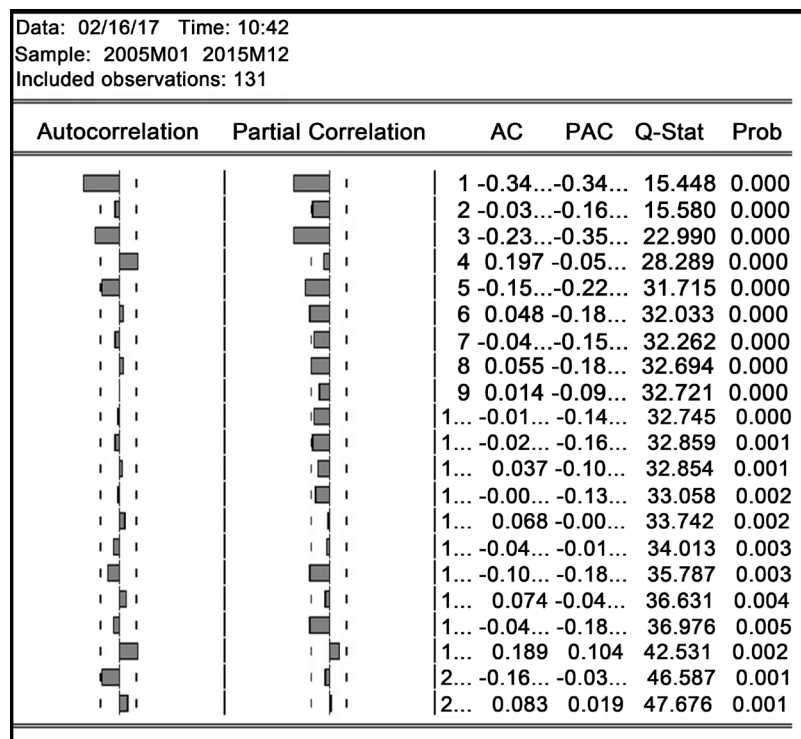 Data: 02/16/17 Time: 10:42
Sample: 2005M01 2015M12
Included observations: 131
Autocorrelation Partial Correlation AC PAC Q-Stat Prob
1 -0.34... -0.34... 15.448 0.000
2 -0.03... -0.16... 15.580 0.000
3 -0.23... -0.35... 22.990 0.000
4 0.197 -0.05... 28.289 0.000
5 -0.15... -0.22... 31.715 0.000
6 0.048 -0.18... 32.033 0.000
7 -0.04... -0.15... 32.262 0.000
8 0.055 -0.18... 32.694 0.000
9 0.014 -0.09... 32.721 0.000
1... -0.01... -0.14... 32.745 0.000
1... -0.02... -0.16... 32.859 0.001
1... 0.037 -0.10... 32.854 0.001
1... -0.00... -0.13... 33.058 0.002
1... 0.068 -0.00... 33.742 0.002
1... -0.04... -0.01... 34.013 0.003
1... -0.10... -0.18... 35.787 0.003
1... 0.074 -0.04... 36.631 0.004
1... -0.04... -0.18... 36.976 0.005
1... 0.189 0.104 42.531 0.002
2... -0.16... -0.03... 46.587 0.001
2... 0.083 0.019 47.676 0.001